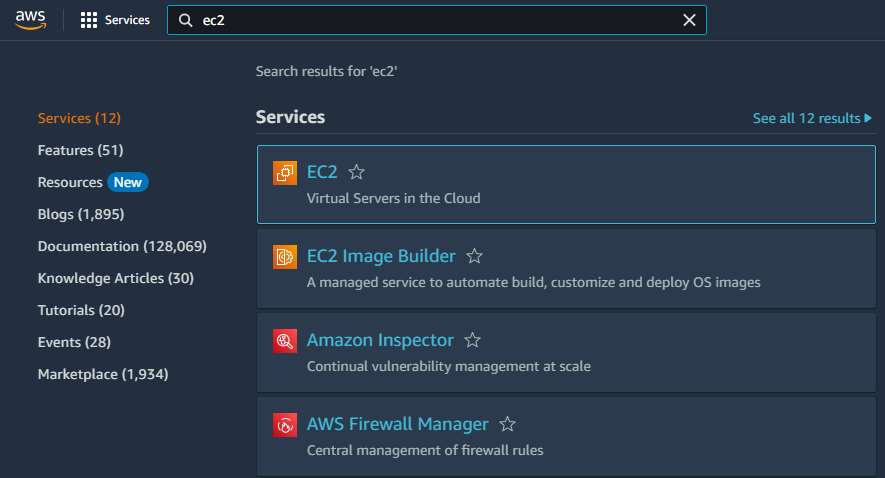 aws
Services
ec2
Search results for 'ec2'
Services (12)
Features (51)
Resources New
Blogs (1,895)
Documentation (128,069)
Knowledge Articles (30)
Tutorials (20)
Events (28)
Marketplace (1,934)
Services
See all 12 results
EC2
Virtual Servers in the Cloud
EC2 Image Builder
A managed service to automate build, customize and deploy OS images
Amazon Inspector
Continual vulnerability management at scale
AWS Firewall Manager
Central management of firewall rules